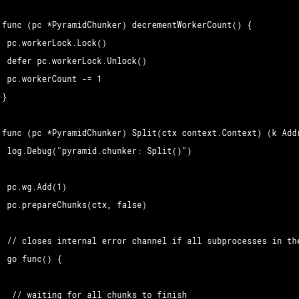 func (pc *PyramidChunker) decrementWorkerCount() {
pc.workerLock.Lock()
defer pc.workerLock.Unlock()
pc.workerCount -= 1
}
func (pc *PyramidChunker) Split(ctx context.Context) (k Addr
log.Debug("pyramid.chunker: Split()")
pc.wg.Add(1)
pc.prepareChunks(ctx, false)
// closes internal error channel if all subprocesses in the
go func() {
// waiting for all chunks to finish